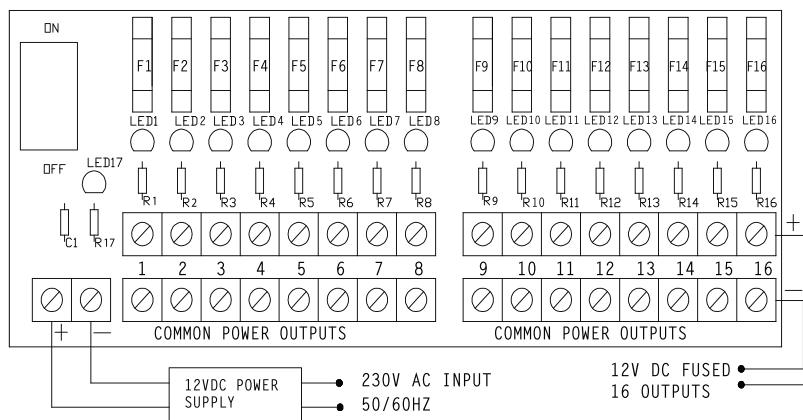 ON
F1 F2 F3 F4 F5 F6 F7 F8 F9 F10 F11 F12 F13 F14 F15 F16
LED1 LED2 LED3 LED4 LED5 LED6 LED7 LED8 LED9 LED10 LED11 LED12 LED13 LED14 LED15 LED16
OFF LED17
R1 R2 R3 R4 R5 R6 R7 R8 R9 R10 R11 R12 R13 R14 R15 R16
C1 R17
+
1 2 3 4 5 6 7 8 9 10 11 12 13 14 15 16
−
+ −
COMMON POWER OUTPUTS COMMON POWER OUTPUTS
12VDC POWER
SUPPLY
230V AC INPUT
50/60HZ
12V DC FUSED
16 OUTPUTS